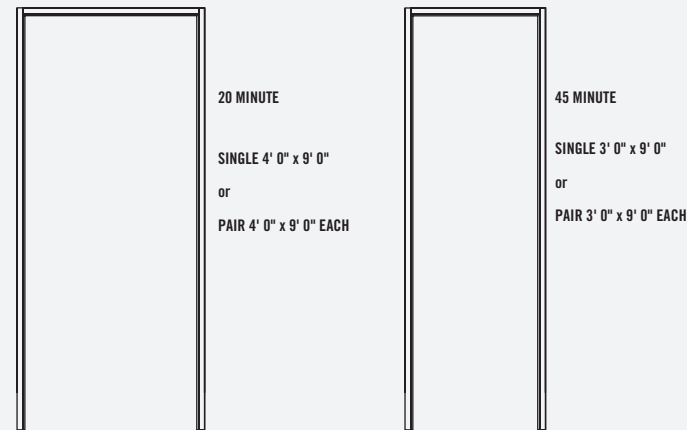 20 MINUTE
SINGLE 4' 0" x 9' 0"
or
PAIR 4' 0" x 9' 0" EACH
45 MINUTE
SINGLE 3' 0" x 9' 0"
or
PAIR 3' 0" x 9' 0" EACH